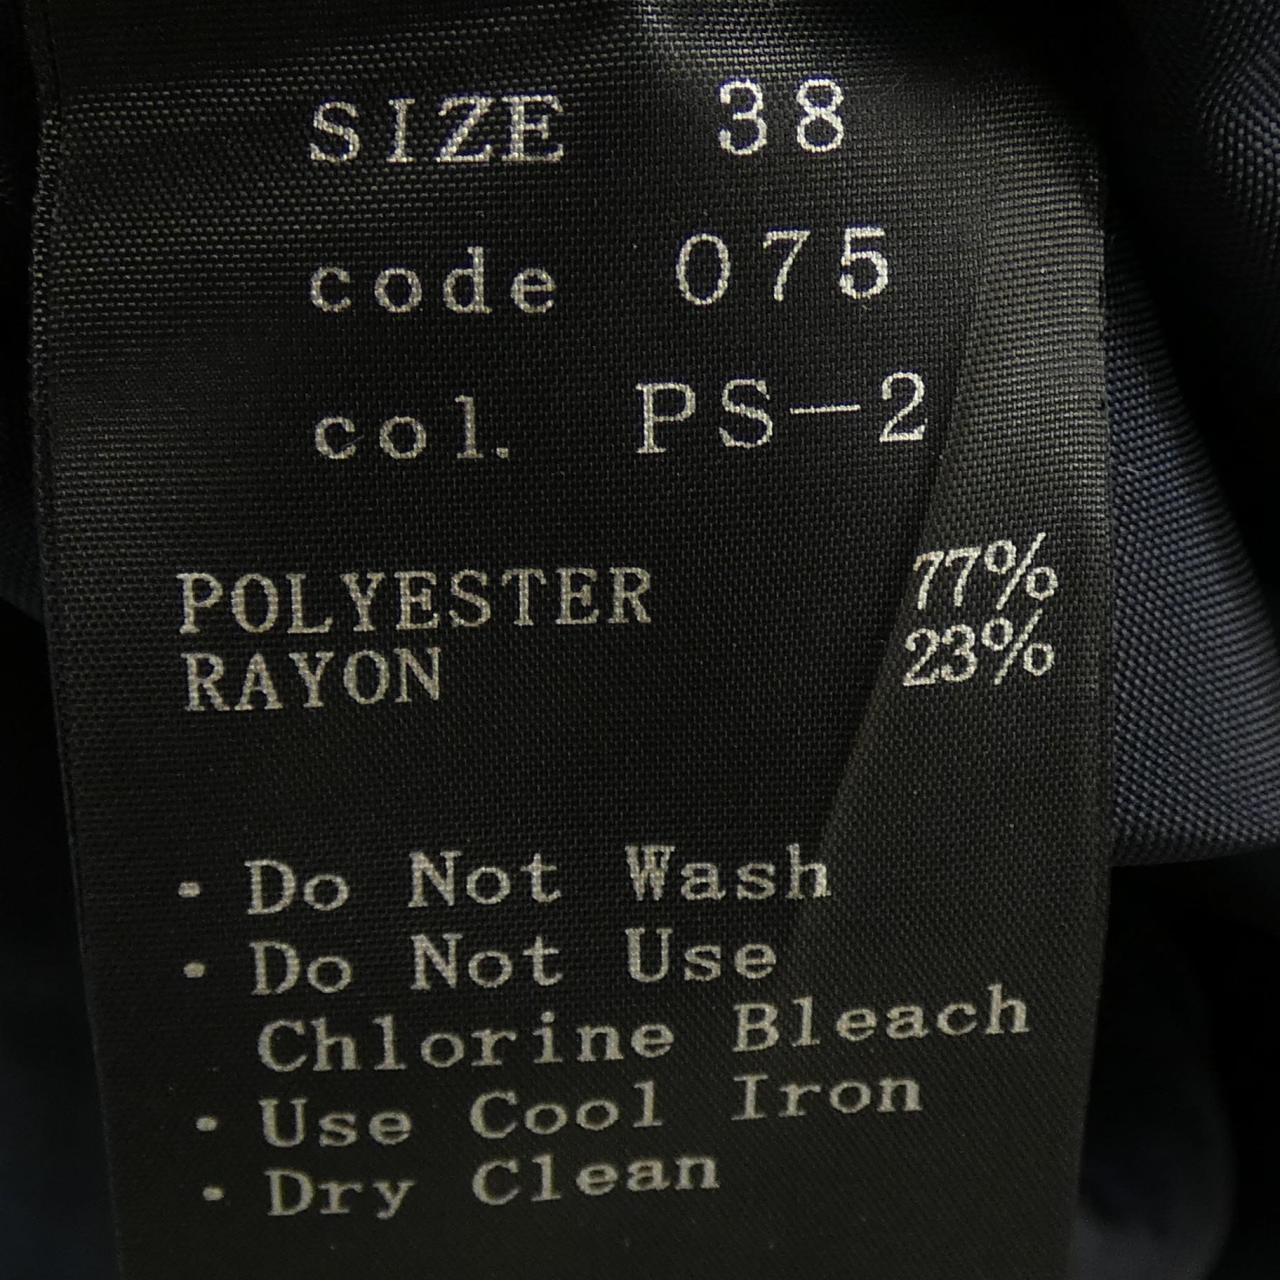 SIZE 38
code 075
col. PS-2
POLYESTER 77%
RAYON 23%
・Do Not Wash
・Do Not Use
Chlorine Bleach
・Use Cool Iron
・Dry Clean